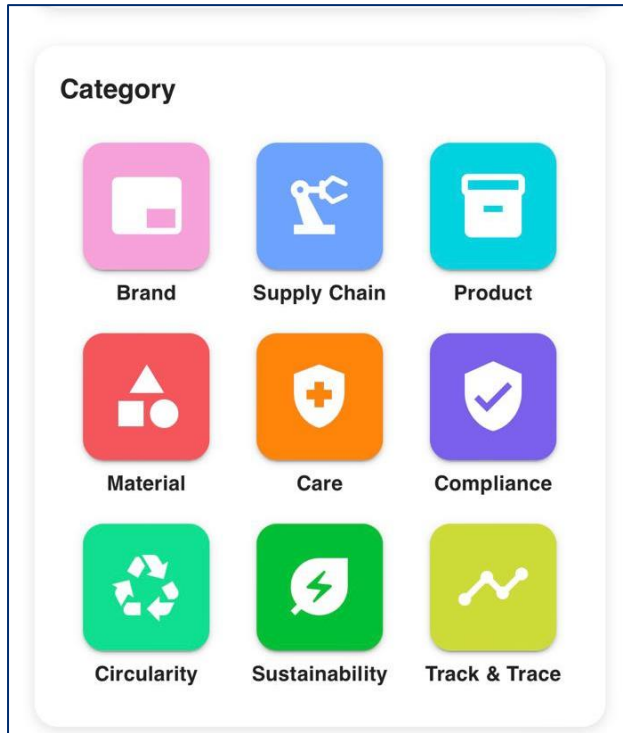 Category
Brand
Supply Chain
Product
Material
Care
Compliance
Circularity
Sustainability
Track & Trace